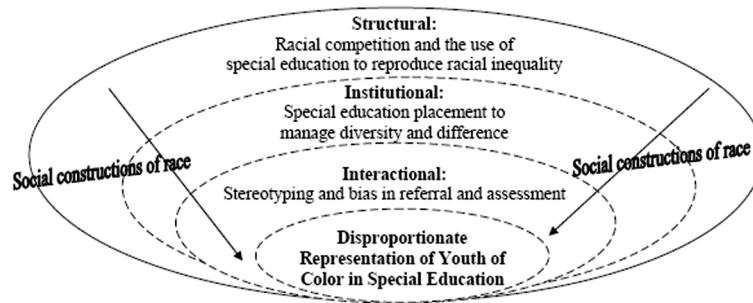 Structural:
Racial competition and the use of
special education to reproduce racial inequality
Institutional:
Special education placement to
manage diversity and difference
Social constructions of race
Social constructions of race
Interactional:
Stereotyping and bias in referral and assessment
Disproportionate
Representation of Youth of
Color in Special Education